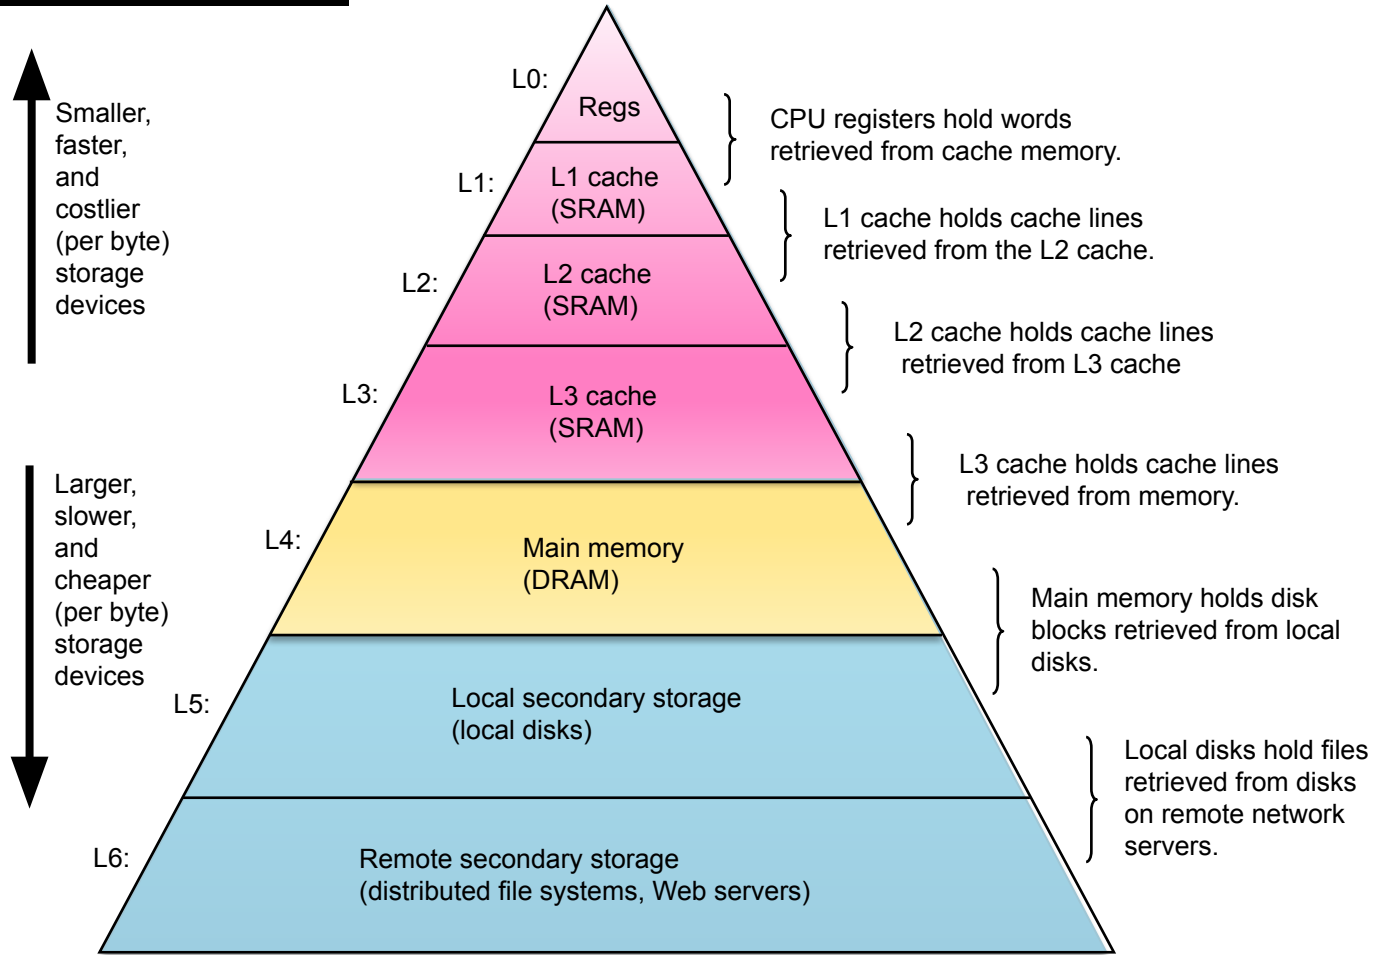 Smaller,
faster,
and
costlier
(per byte)
storage
devices
Larger,
slower,
and
cheaper
(per byte)
storage
devices
L0:
Regs
CPU registers hold words
retrieved from cache memory.
L1:
L1 cache
(SRAM)
L1 cache holds cache lines
retrieved from the L2 cache.
L2:
L2 cache
(SRAM)
L2 cache holds cache lines
retrieved from L3 cache
L3:
L3 cache
(SRAM)
L3 cache holds cache lines
retrieved from memory.
L4:
Main memory
(DRAM)
Main memory holds disk
blocks retrieved from local
disks.
L5:
Local secondary storage
(local disks)
Local disks hold files
retrieved from disks
on remote network
servers.
L6:
Remote secondary storage
(distributed file systems, Web servers)